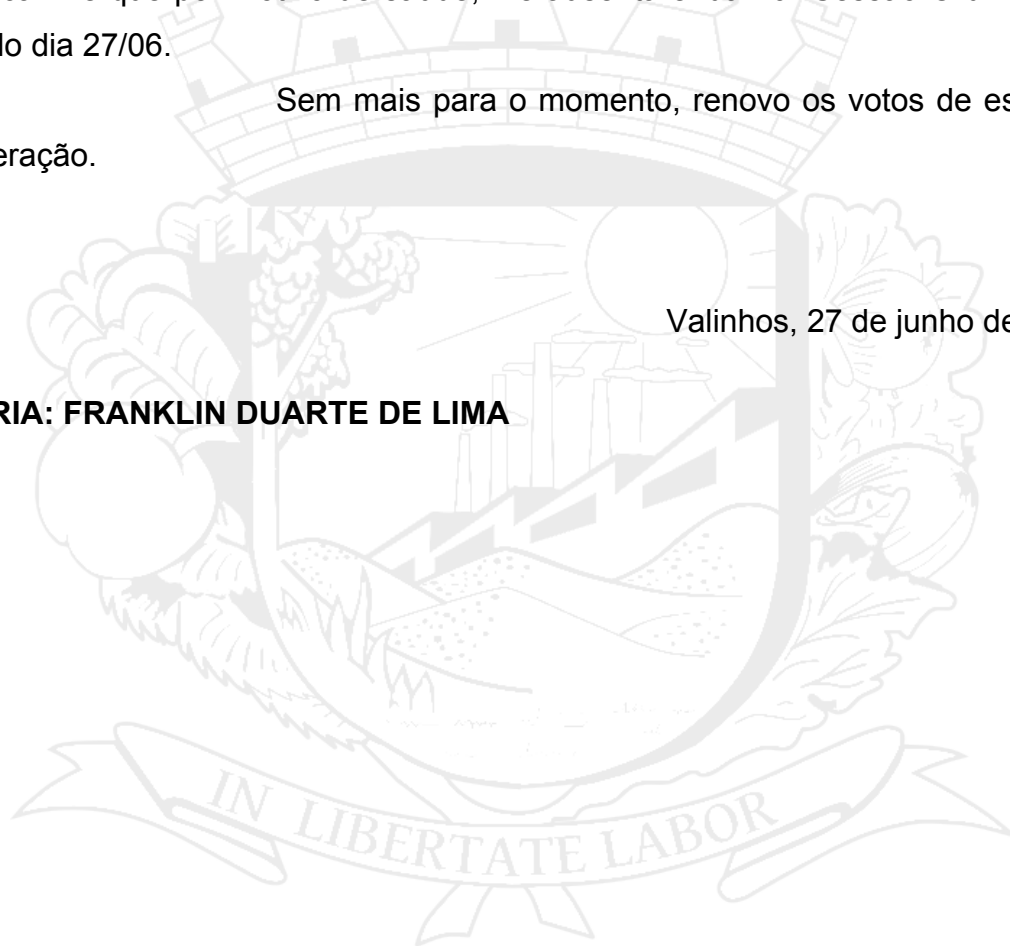 do dia 27/06.
Sem mais para o momento, renovo os votos de es
eração.
Valinhos, 27 de junho de
RIA: FRANKLIN DUARTE DE LIMA
IN LIBERTATE LABOR